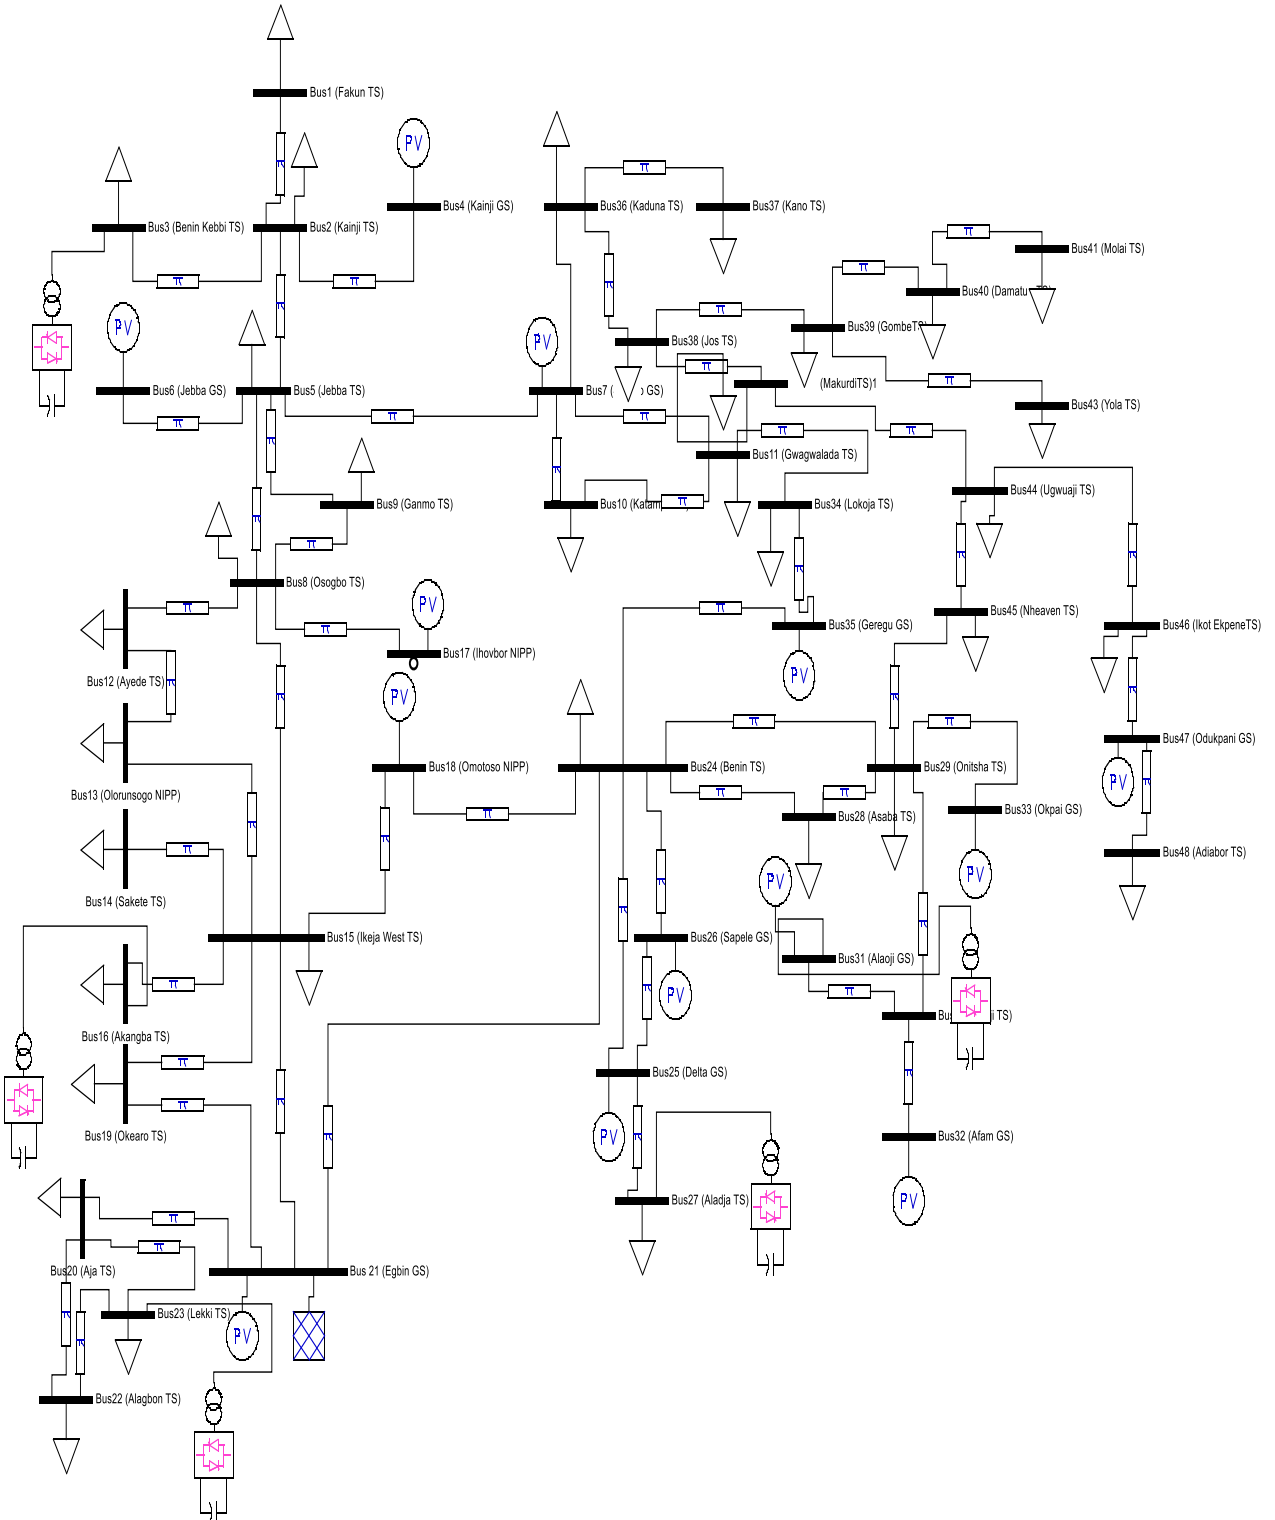 Bus1 (Fakun TS)
PV
Bus3 (Benin Kebbi TS)
Bus2 (Kainji TS)
Bus4 (Kainji GS)
Bus36 (Kaduna TS)
Bus37 (Kano TS)
Bus41 (Molai TS)
Bus40 (Damatu
PV
PV
Bus38 (Jos TS)
Bus39 (GombeTS)
Bus6 (Jebba GS)
Bus5 (Jebba TS)
Bus7 ( GS)
(MakurdiTS)1
Bus43 (Yola TS)
Bus11 (Gwagwalada TS)
Bus9 (Ganmo TS)
Bus10 (Katam
Bus34 (Lokoja TS)
Bus44 (Ugwuaji TS)
Bus8 (Osogbo TS)
PV
Bus45 (Nheaven TS)
Bus17 (Ihovbor NIPP)
Bus35 (Geregu GS)
Bus46 (Ikot EkpeneTS)
PV
Bus12 (Ayede TS)
PV
Bus47 (Odukpani GS)
Bus18 (Omotoso NIPP)
Bus24 (Benin TS)
Bus29 (Onitsha TS)
PV
Bus13 (Olorunsogo NIPP)
Bus28 (Asaba TS)
Bus33 (Okpai GS)
Bus48 (Adiabor TS)
PV
PV
Bus14 (Sakete TS)
Bus15 (Ikeja West TS)
Bus26 (Sapele GS)
Bus31 (Alaoji GS)
PV
Bus16 (Akangba TS)
Bus25 (Delta GS)
Bus19 (Okearo TS)
PV
Bus32 (Afam GS)
Bus27 (Aladja TS)
PV
Bus20 (Aja TS)
Bus 21 (Egbin GS)
Bus23 (Lekki TS)
PV
Bus22 (Alagbon TS)